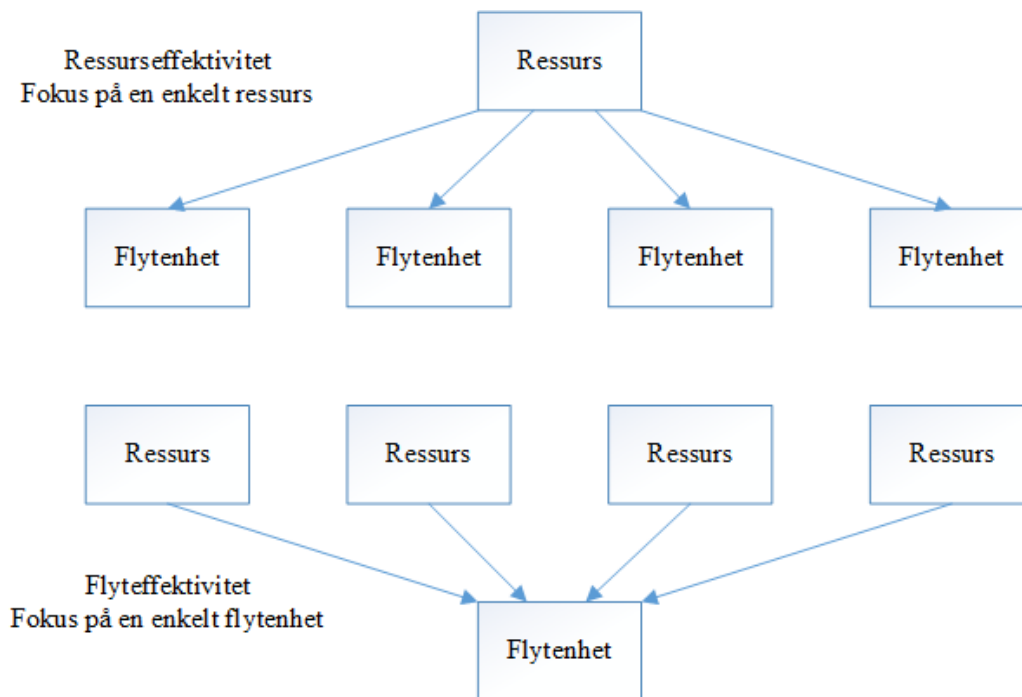 Ressurseffektivitet
Fokus på en enkelt ressurs
Ressurs
Flytenhet
Flytenhet
Flytenhet
Flytenhet
Ressurs
Ressurs
Ressurs
Ressurs
Flyteffektivitet
Fokus på en enkelt flytenhet
Flytenhet